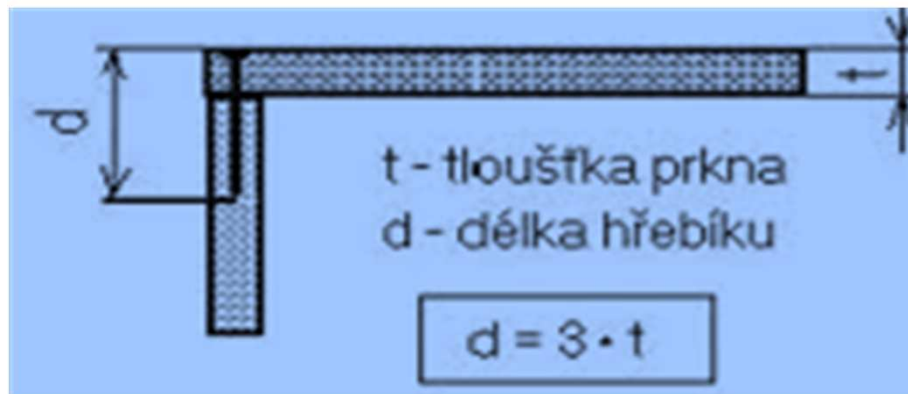 d
t
t - tloušťka prkna
d - délka hřebíku
d = 3 • t